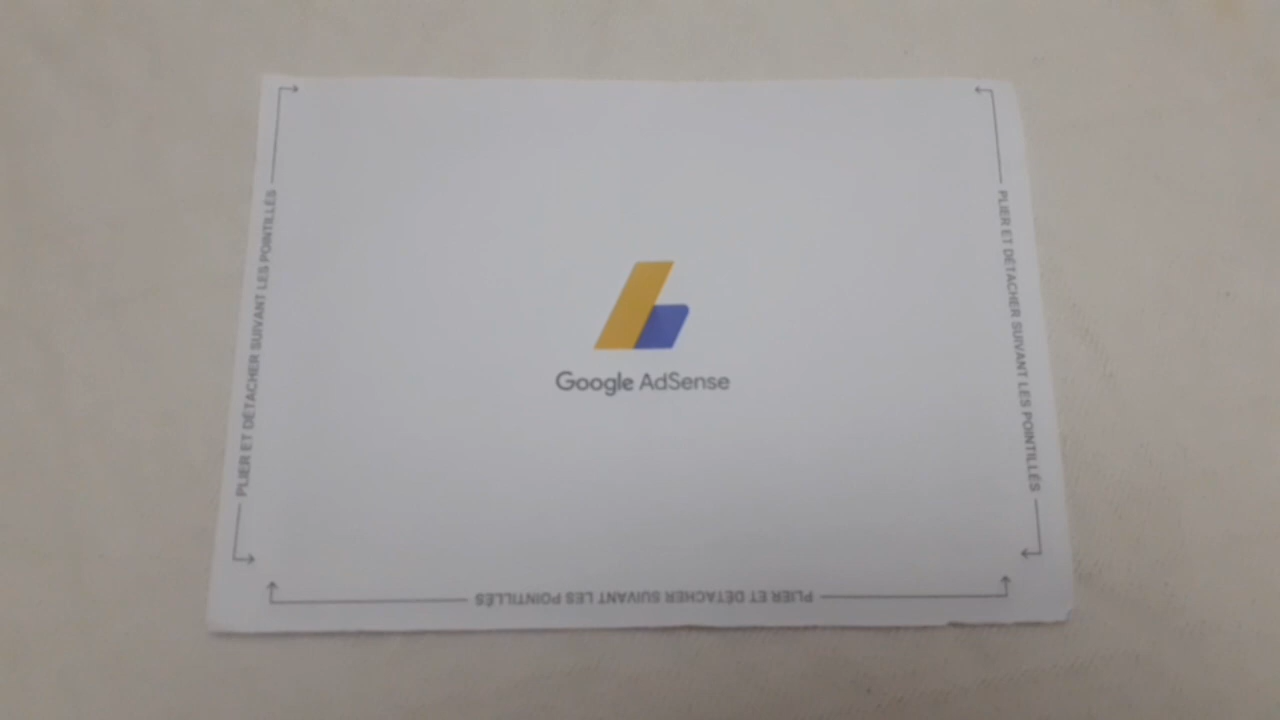 PLIER ET DÉTACHER SUIVANT LES POINTILLÉS
PLIER ET DÉTACHER SUIVANT LES POINTILLÉS
Google AdSense
PLIER ET DÉTACHER SUIVANT LES POINTILLÉS